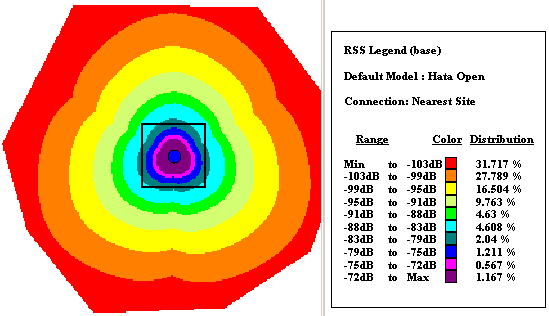 RSS Legend (base)
Default Model : Hata Open
Connection: Nearest Site
Range Color Distribution
Min to -103dB 31.717 %
-103dB to -99dB 27.789 %
-99dB to -95dB 16.504 %
-95dB to -91dB 9.763 %
-91dB to -88dB 4.63 %
-88dB to -83dB 4.608 %
-83dB to -79dB 2.04 %
-79dB to -75dB 1.211 %
-75dB to -72dB 0.567 %
-72dB to Max 1.167 %